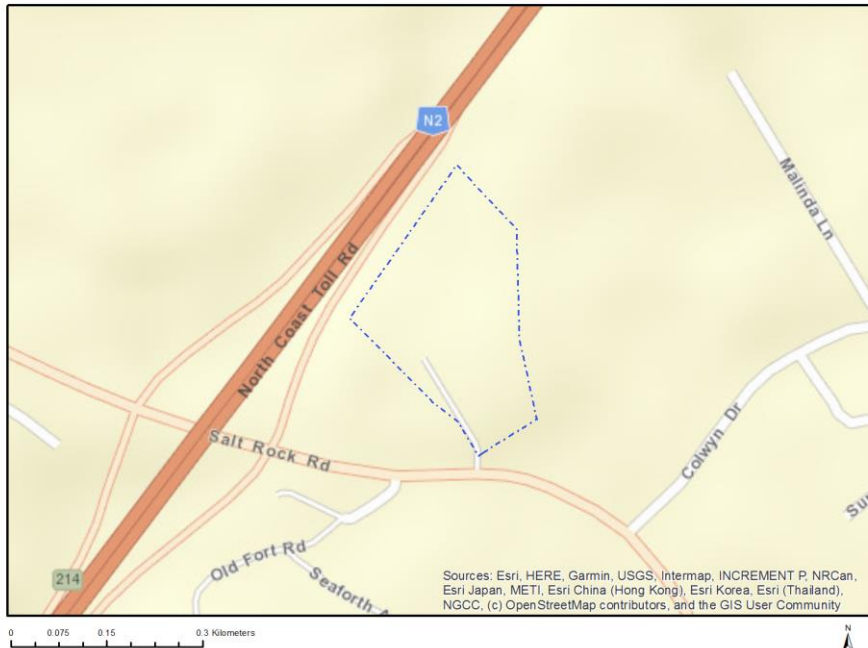 N2
Malinda Ln
North Coast Toll Rd
Salt Rock Rd
Colwyn Dr
Old Fort Rd
Seaforth
214
Sources: Esri, HERE, Garmin, USGS, Intermap, INCREMENT P, NRCan,
Esri Japan, METI, Esri China (Hong Kong), Esri Korea, Esri (Thailand),
NGCC, (c) OpenStreetMap contributors, and the GIS User Community
0 0.075 0.15 0.3 Kilometers
N